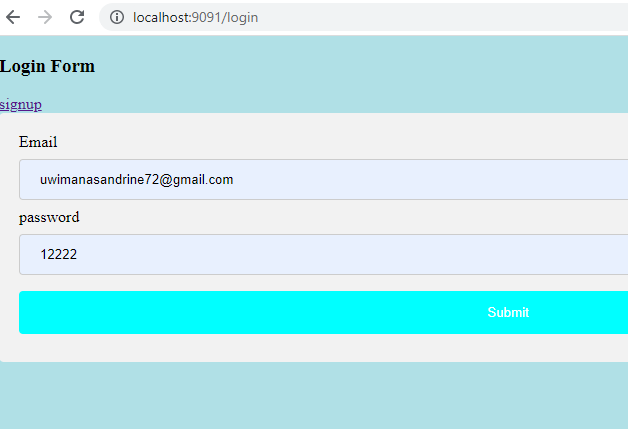 localhost:9091/login
Login Form
signup
Email
uwimanasandrine72@gmail.com
password
12222
Submit